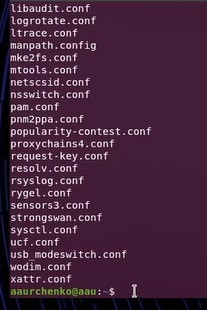 libaudit.conf
logrotate.conf
ltrace.conf
manpath.config
mke2fs.conf
mtools.conf
netscsid.conf
nsswitch.conf
pam.conf
pnm2ppa.conf
popularity-contest.conf
proxychains4.conf
request-key.conf
resolv.conf
rsyslog.conf
rygel.conf
sensors3.conf
strongswan.conf
sysctl.conf
ucf.conf
usb_modeswitch.conf
wodim.conf
xattr.conf
aaurchenko@aau:~$